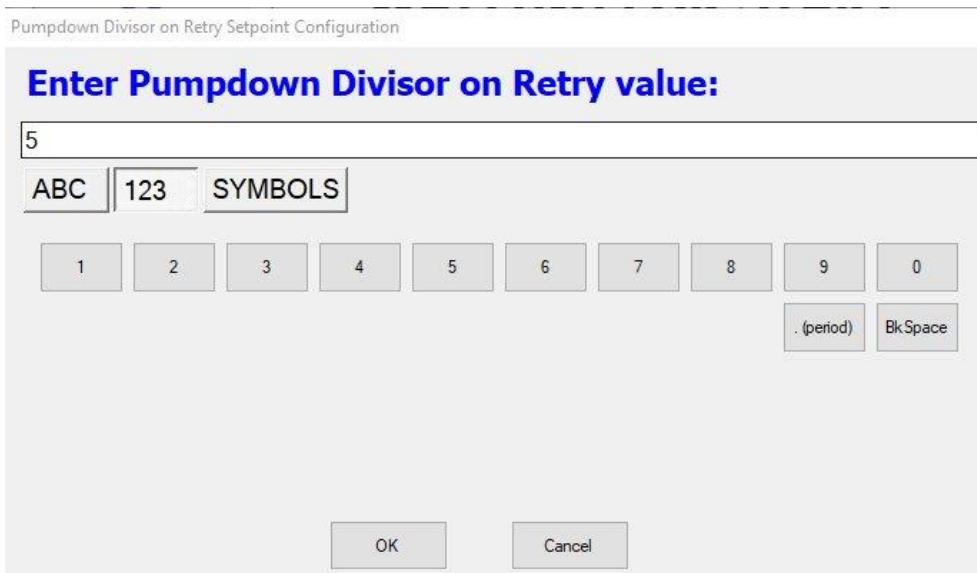 Pumpdown Divisor on Retry Setpoint Configuration
Enter Pumpdown Divisor on Retry value:
5
ABC 123 SYMBOLS
1 2 3 4 5 6 7 8 9 0
. (period) BkSpace
OK Cancel